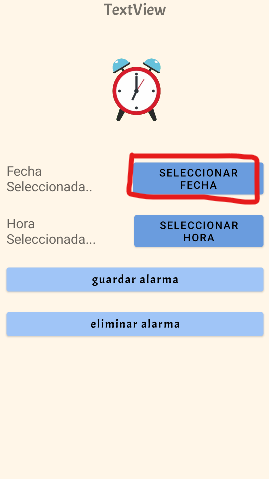 TextView
Fecha
Seleccionada..
SELECCIONAR
FECHA
Hora
Seleccionada...
SELECCIONAR
HORA
guardar alarma
eliminar alarma